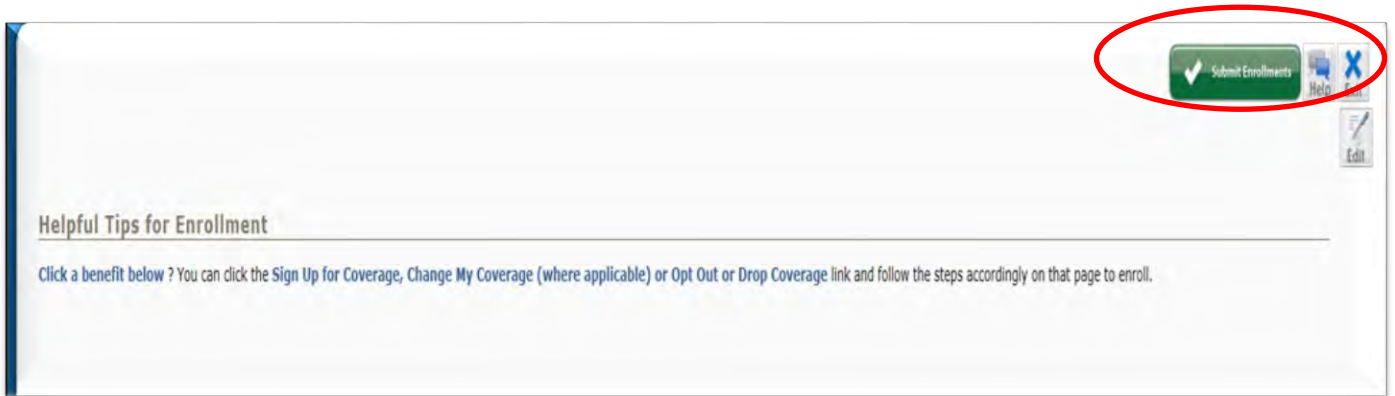 Submit Enrollments
Help
Exit
Edit
Helpful Tips for Enrollment
Click a benefit below ? You can click the Sign Up for Coverage, Change My Coverage (where applicable) or Opt Out or Drop Coverage link and follow the steps accordingly on that page to enroll.